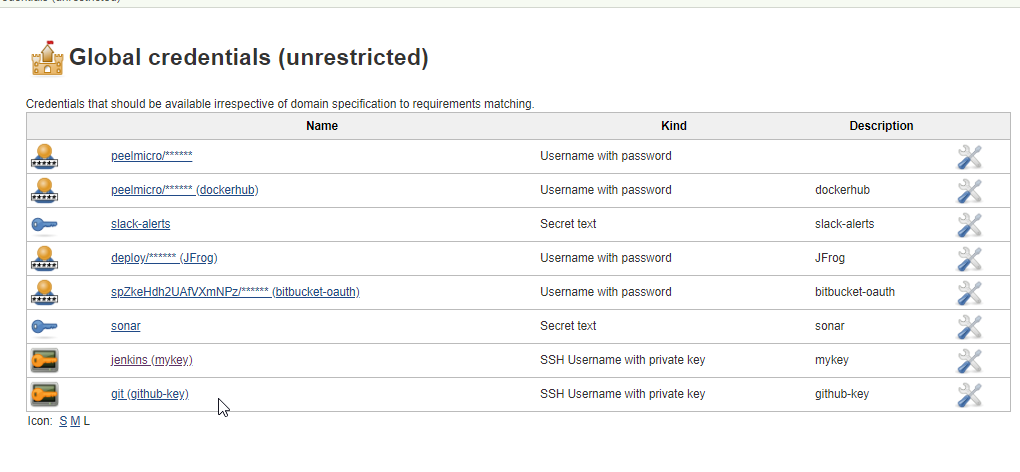 Global credentials (unrestricted)
Credentials that should be available irrespective of domain specification to requirements matching.
Name Kind Description
peelmicro/****** Username with password
peelmicro/****** (dockerhub) Username with password dockerhub
slack-alerts Secret text slack-alerts
deploy/****** (JFrog) Username with password JFrog
spZkeHdh2UAfVXmNPz/****** (bitbucket-oauth) Username with password bitbucket-oauth
sonar Secret text sonar
jenkins (mykey) SSH Username with private key mykey
git (github-key) SSH Username with private key github-key
Icon: S M L